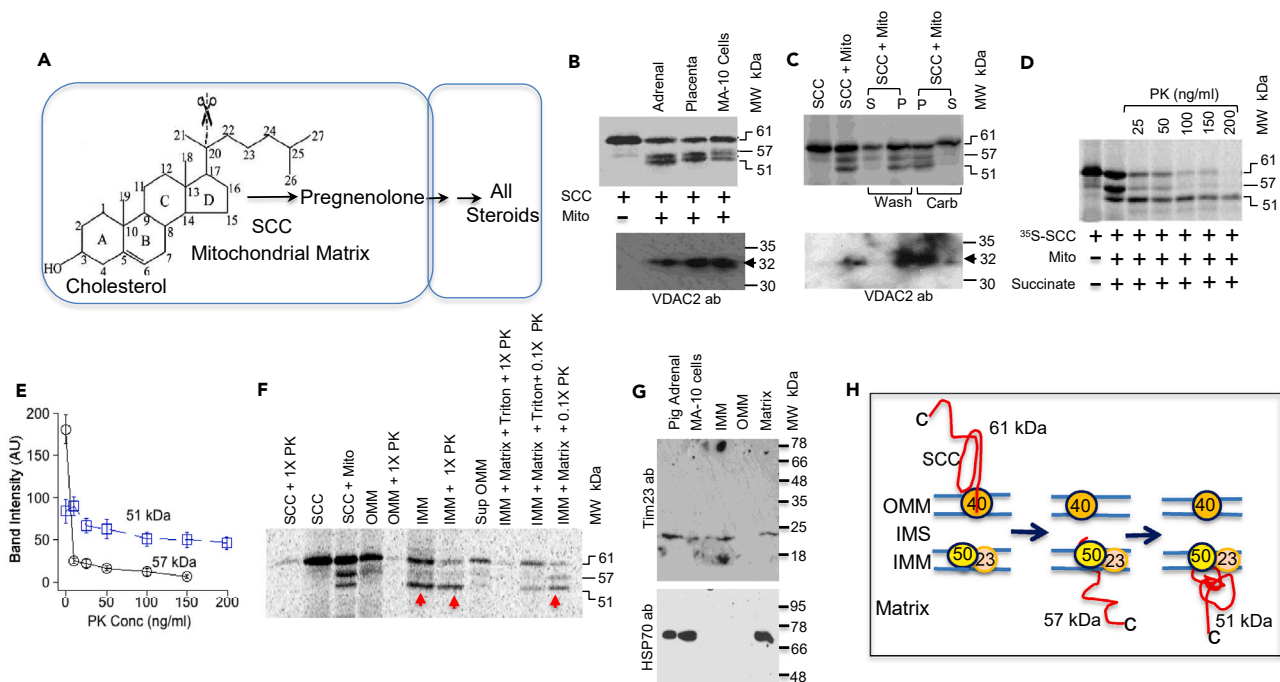 A
21
22
24
27
20
23
25
18
12
17
26
11
13
16
19
C
D
1
9
14
15
2
10
8
A
B
3
5
7
HO
4
6
Cholesterol
SCC
Mitochondrial Matrix
Pregnenolone
All
Steroids
B
Adrenal
Placenta
MA-10 Cells
MW kDa
61
57
51
SCC + + + +
Mito − + + +
35
32
30
VDAC2 ab
C
SCC
SCC + Mito
SCC + Mito
SCC + Mito
MW kDa
S P P S
61
57
51
Wash Carb
35
32
30
VDAC2 ab
D
PK (ng/ml)
25 50 100 150 200
MW kDa
61
57
51
³⁵S-SCC + + + + + + +
Mito − + + + + + +
Succinate − + + + + + +
E
Band Intensity (AU)
200
150
100
50
0
51 kDa
57 kDa
0 50 100 150 200
PK Conc (ng/ml)
F
SCC + 1X PK
SCC
SCC + Mito
OMM
OMM + 1X PK
IMM
IMM + 1X PK
Sup OMM
IMM + Matrix + Triton + 1X PK
IMM + Matrix + Triton+ 0.1X PK
IMM + Matrix + 0.1X PK
MW kDa
61
57
51
G
Pig Adrenal
MA-10 cells
IMM
OMM
Matrix
MW kDa
Tim23 ab
78
66
48
35
25
18
HSP70 ab
95
78
66
48
H
C
61 kDa
SCC
OMM 40 40 40
IMS
IMM 50 23 50 23 50 23
Matrix
57 kDa C
51 kDa
C